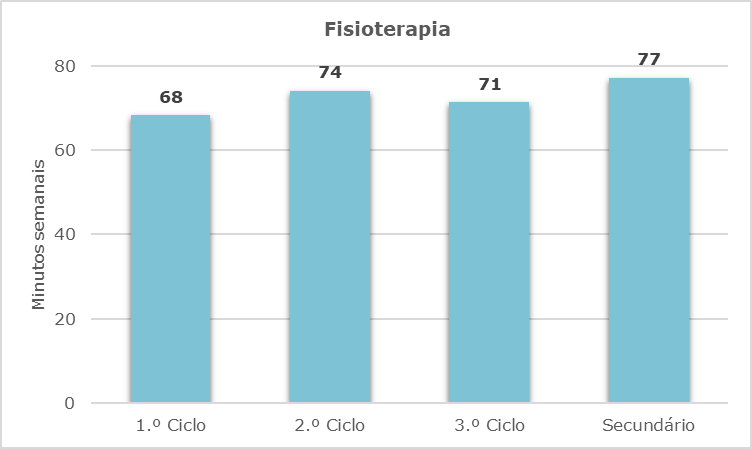 Fisioterapia
Minutos semanais
80
60
40
20
0
68
74
71
77
1.º Ciclo
2.º Ciclo
3.º Ciclo
Secundário